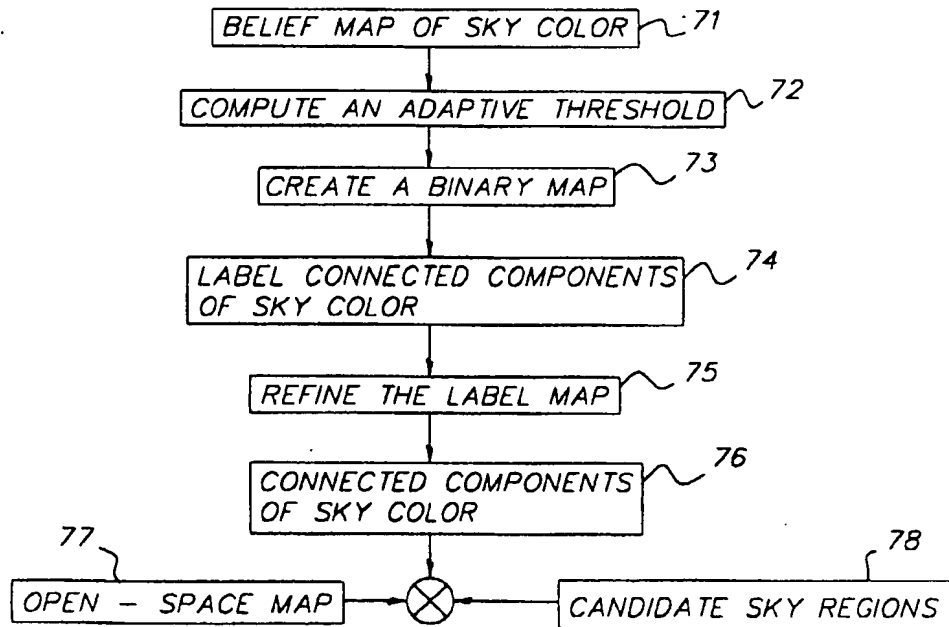 BELIEF MAP OF SKY COLOR
71
COMPUTE AN ADAPTIVE THRESHOLD
72
CREATE A BINARY MAP
73
LABEL CONNECTED COMPONENTS
OF SKY COLOR
74
REFINE THE LABEL MAP
75
CONNECTED COMPONENTS
OF SKY COLOR
76
77
OPEN - SPACE MAP
78
CANDIDATE SKY REGIONS